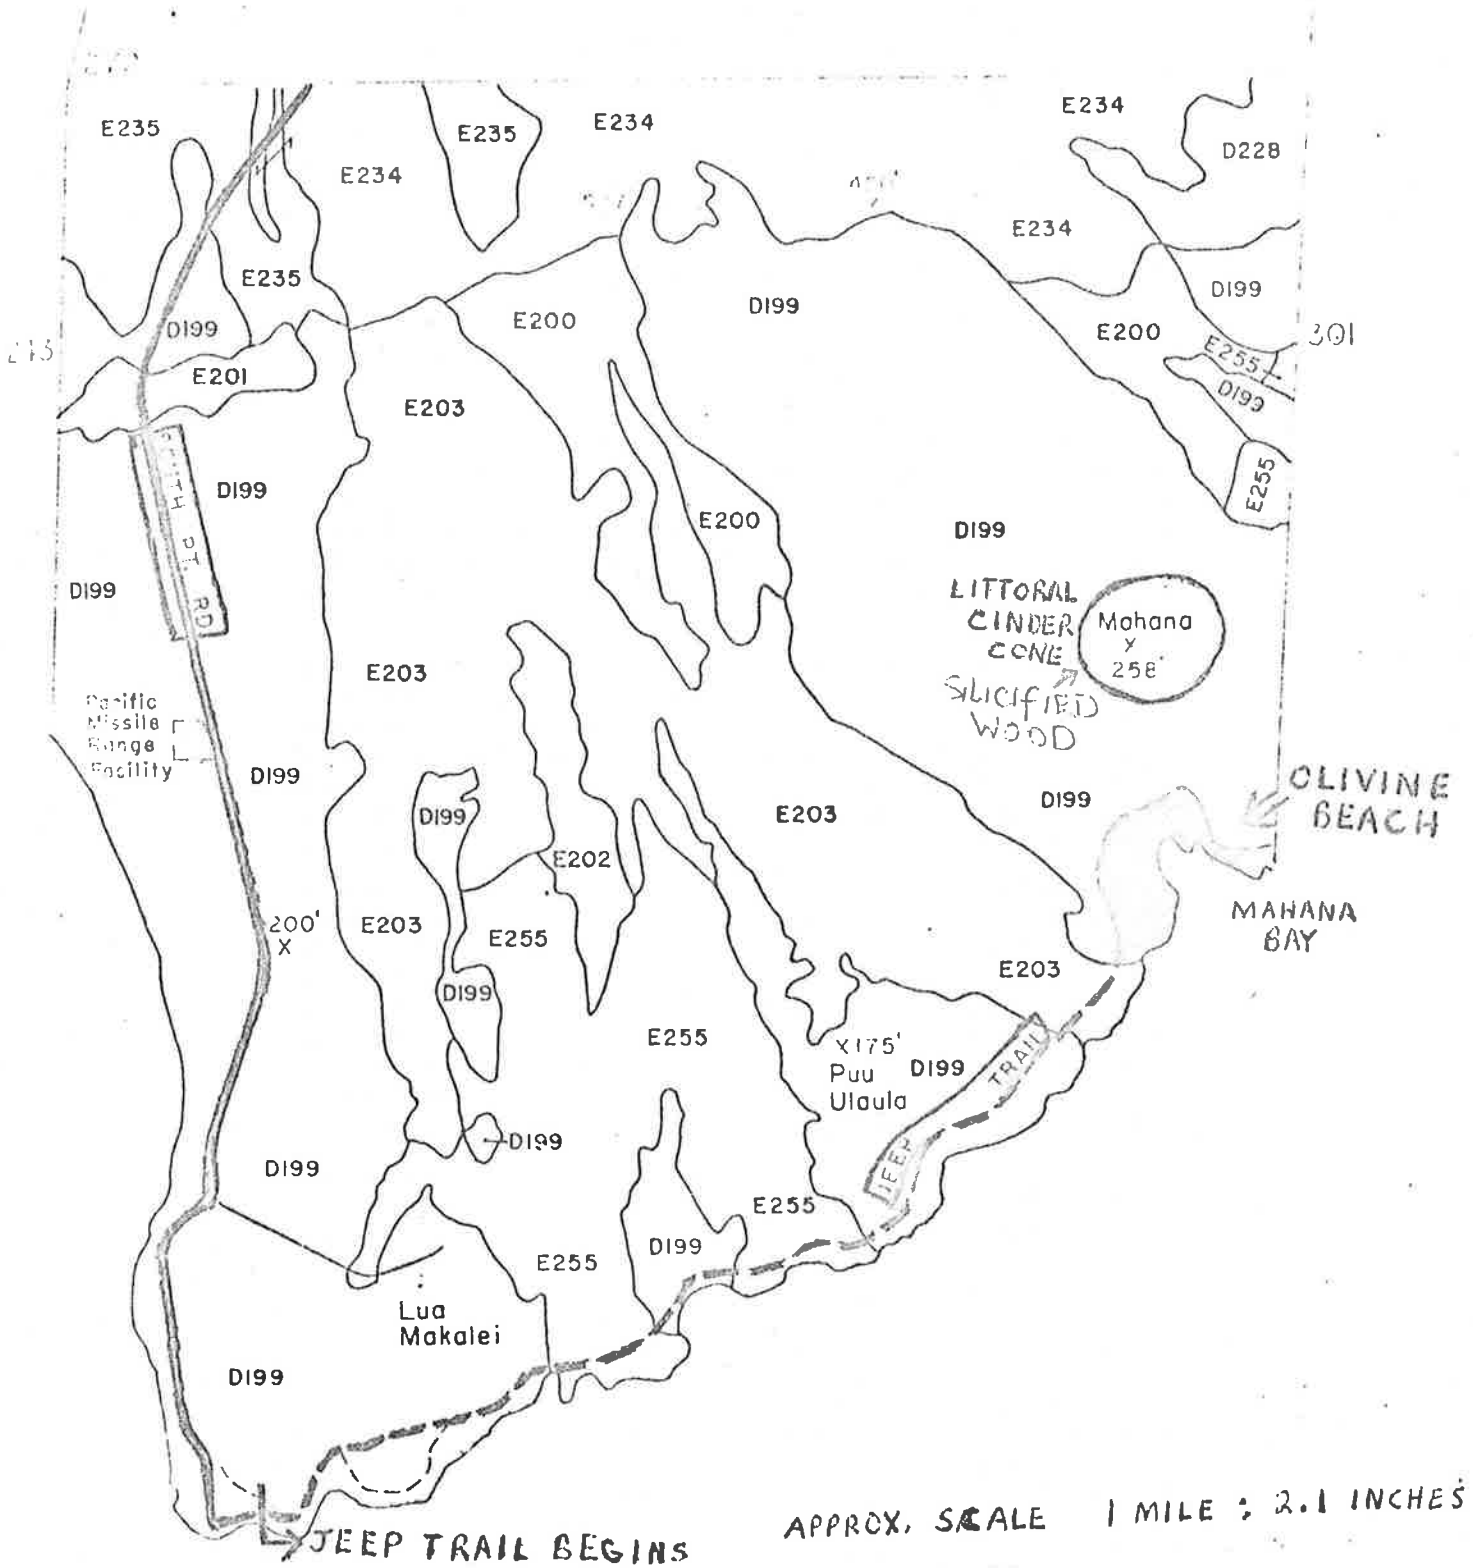 E235
E235
E234
E234
D228
E234
E234
E235
D199
D199
D199
E200
E200
E255
301
D199
E201
E203
D199
E255
E200
D199
SOUTH PT. RD
D199
LITTORAL
CINDER
CONE
Mahana
X
258'
SILICIFIED
WOOD
E203
Pacific
Missile
Range
Facility
D199
D199
OLIVINE
BEACH
D199
E203
E202
200'
X
E203
E255
MAHANA
BAY
E203
D199
E255
X175'
Puu
Ulaula
D199
JEEP TRAIL
D199
D199
E255
D199
E255
Lua
Makalei
D199
APPROX. SCALE 1 MILE : 2.1 INCHES
JEEP TRAIL BEGINS